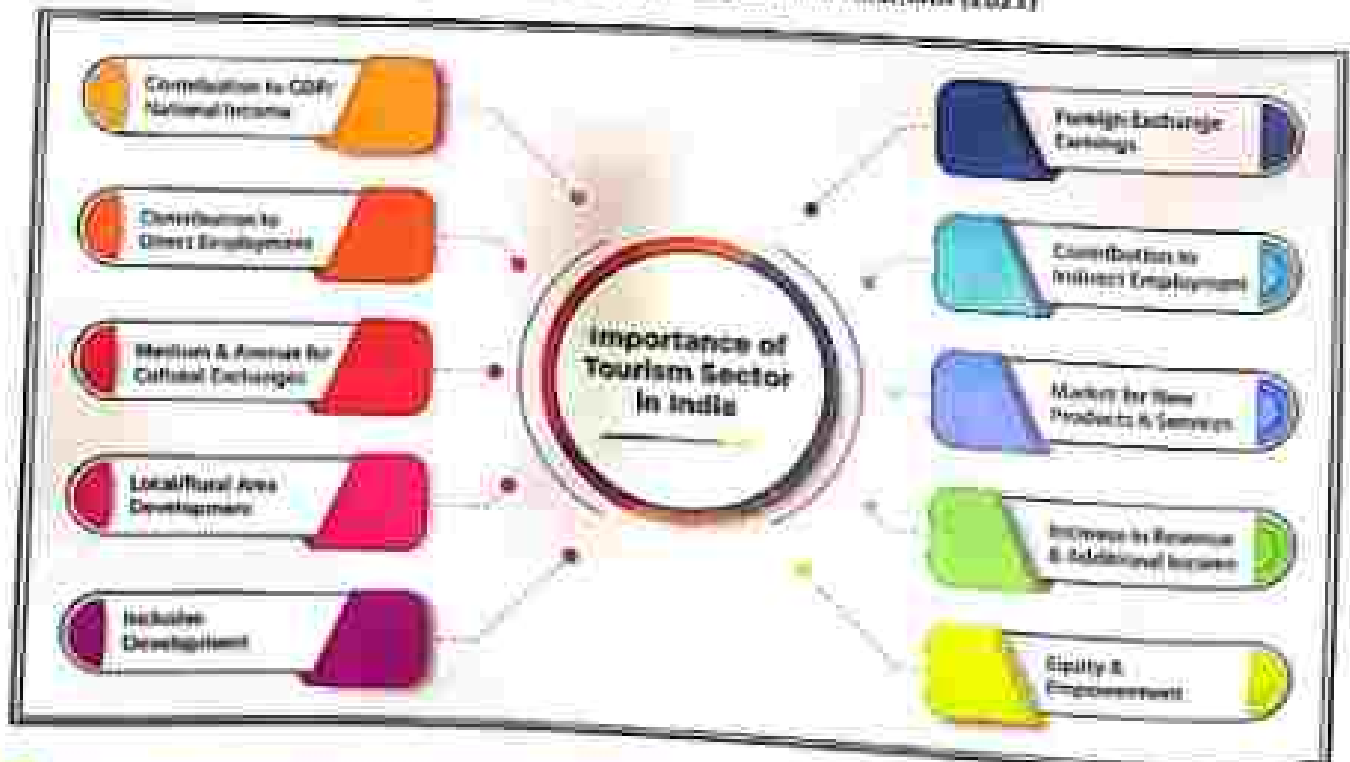 (2021)
Contribution to GDP/
National Income
Contribution to
Direct Employment
Medium & Avenue for
Cultural Exchanges
Local/Rural Area
Development
Inclusive
Development
Importance of
Tourism Sector
in India
Foreign Exchange
Earnings
Contribution to
Indirect Employment
Market for New
Products & Services
Increase in Revenue
& Additional Income
Equity &
Empowerment